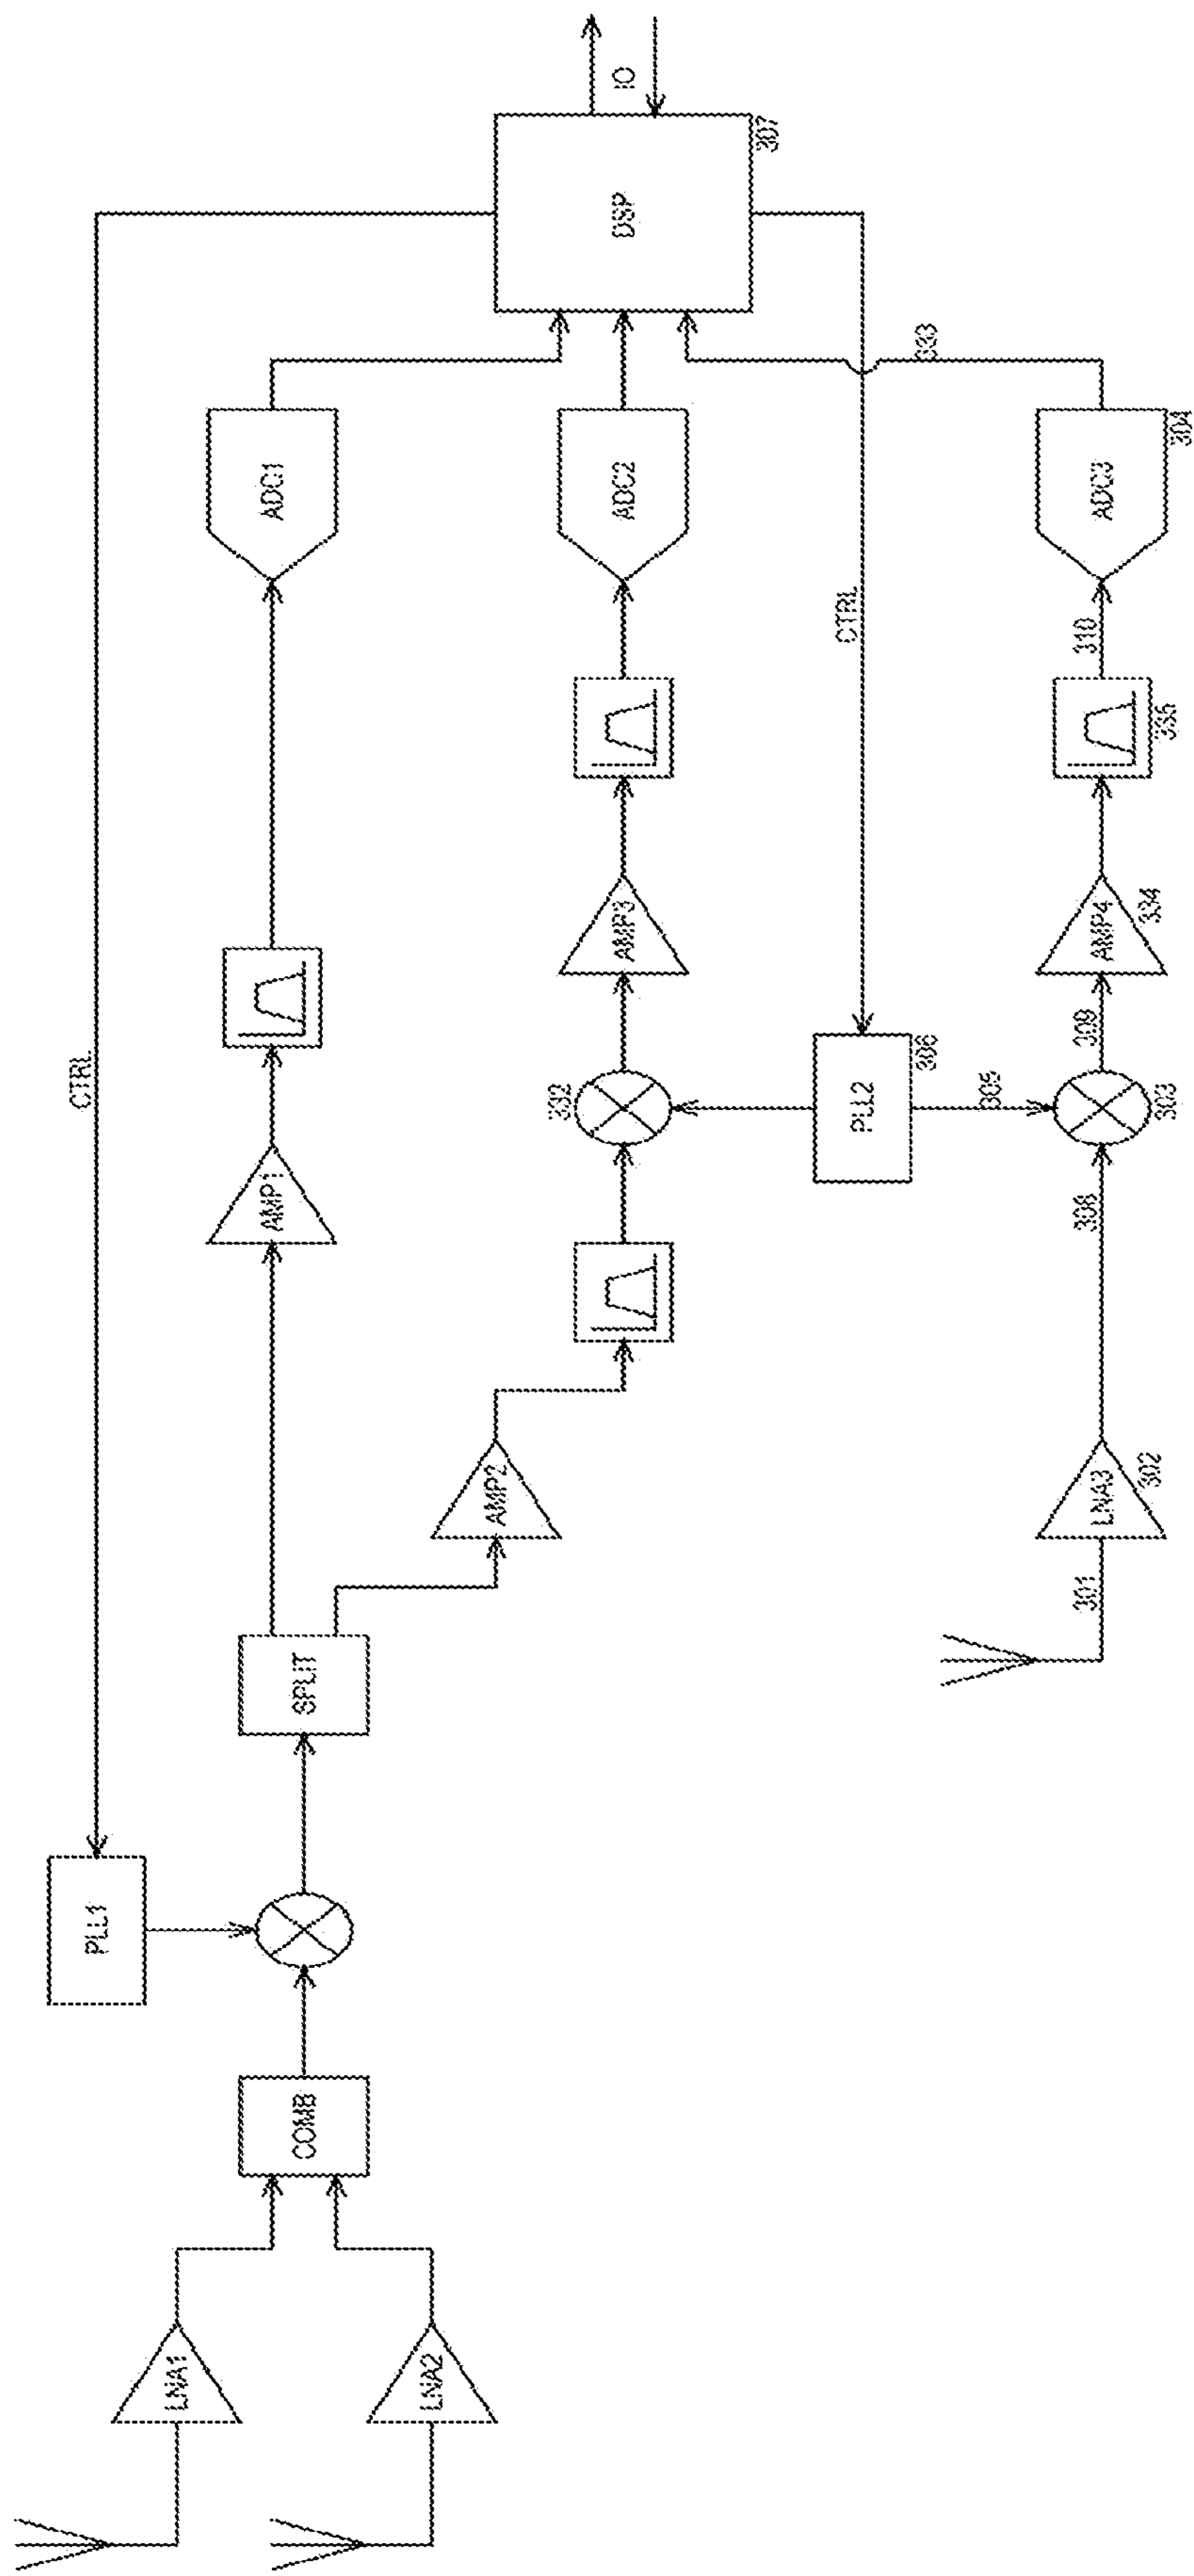 LNA1
LNA2
COMB
PLL1
CTRL
SPLIT
AMP1
ADC1
AMP2
332
AMP3
ADC2
PLL2
306
CTRL
DSP
307
IO
301
LNA3
302
308
305
303
309
AMP4
334
335
310
ADC3
304
333